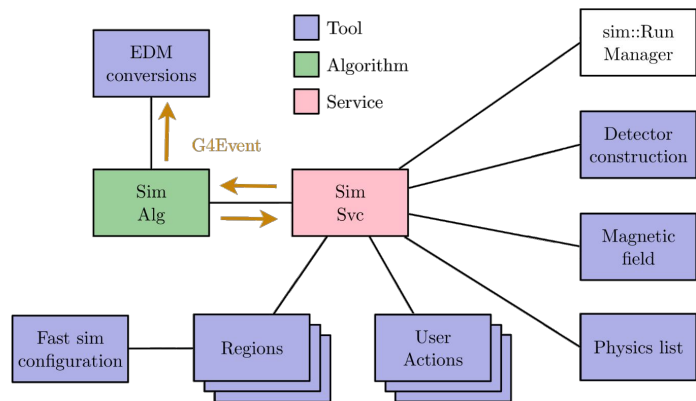 EDM
conversions
Tool
Algorithm
Service
sim::Run
Manager
Detector
construction
G4Event
Sim
Alg
Sim
Svc
Magnetic
field
Fast sim
configuration
Regions
User
Actions
Physics list